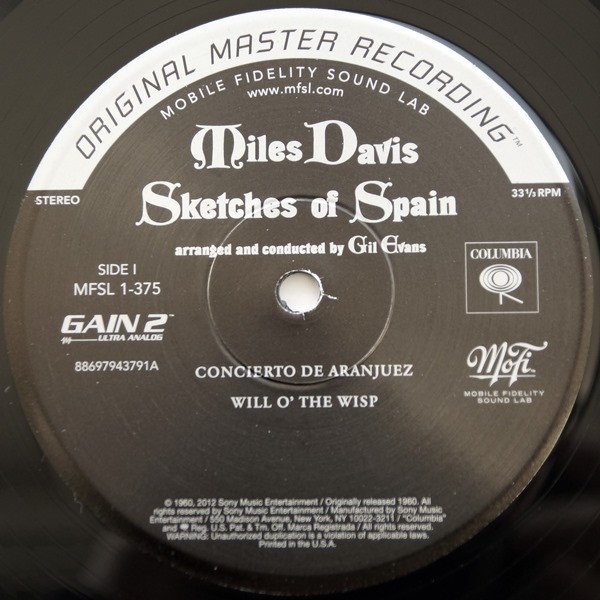 ORIGINAL MASTER RECORDING™
MOBILE FIDELITY SOUND LAB
www.mfsl.com
Miles Davis
Sketches of Spain
arranged and conducted by Gil Evans
STEREO
33⅓ RPM
SIDE I
MFSL 1-375
GAIN 2™
ULTRA ANALOG
88697943791A
COLUMBIA
MoFi
MOBILE FIDELITY
SOUND LAB
CONCIERTO DE ARANJUEZ
WILL O' THE WISP
© 1960, 2012 Sony Music Entertainment / Originally released 1960. All
rights reserved by Sony Music Entertainment / Manufactured by Sony Music
Entertainment / 550 Madison Avenue, New York, NY 10022-3211 / "Columbia"
and Reg. U.S. Pat. & Tm. Off. Marca Registrada / All rights reserved.
WARNING: Unauthorized duplication is a violation of applicable laws.
Printed in the U.S.A.